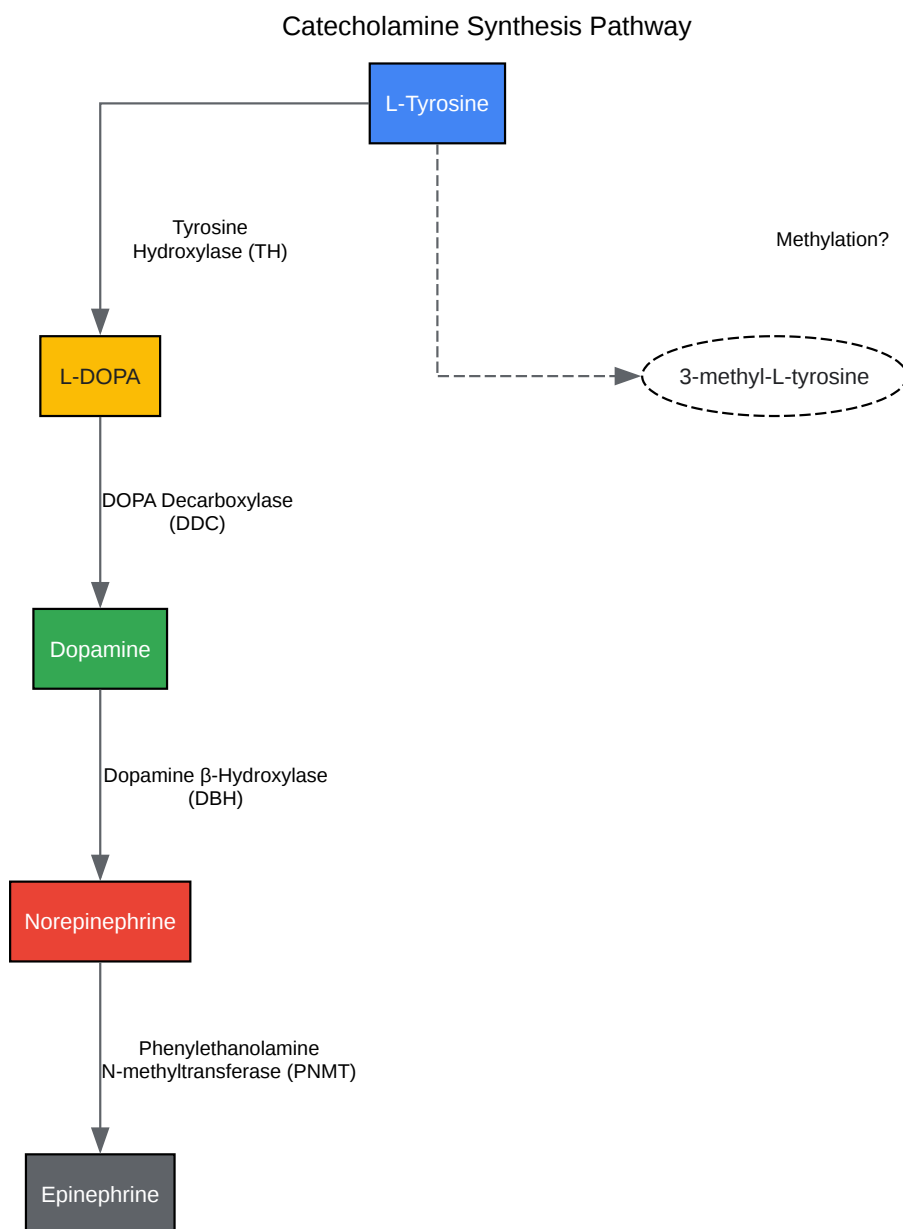 Catecholamine Synthesis Pathway
L-Tyrosine
Tyrosine
Hydroxylase (TH)
Methylation?
L-DOPA
3-methyl-L-tyrosine
DOPA Decarboxylase
(DDC)
Dopamine
Dopamine β-Hydroxylase
(DBH)
Norepinephrine
Phenylethanolamine
N-methyltransferase (PNMT)
Epinephrine